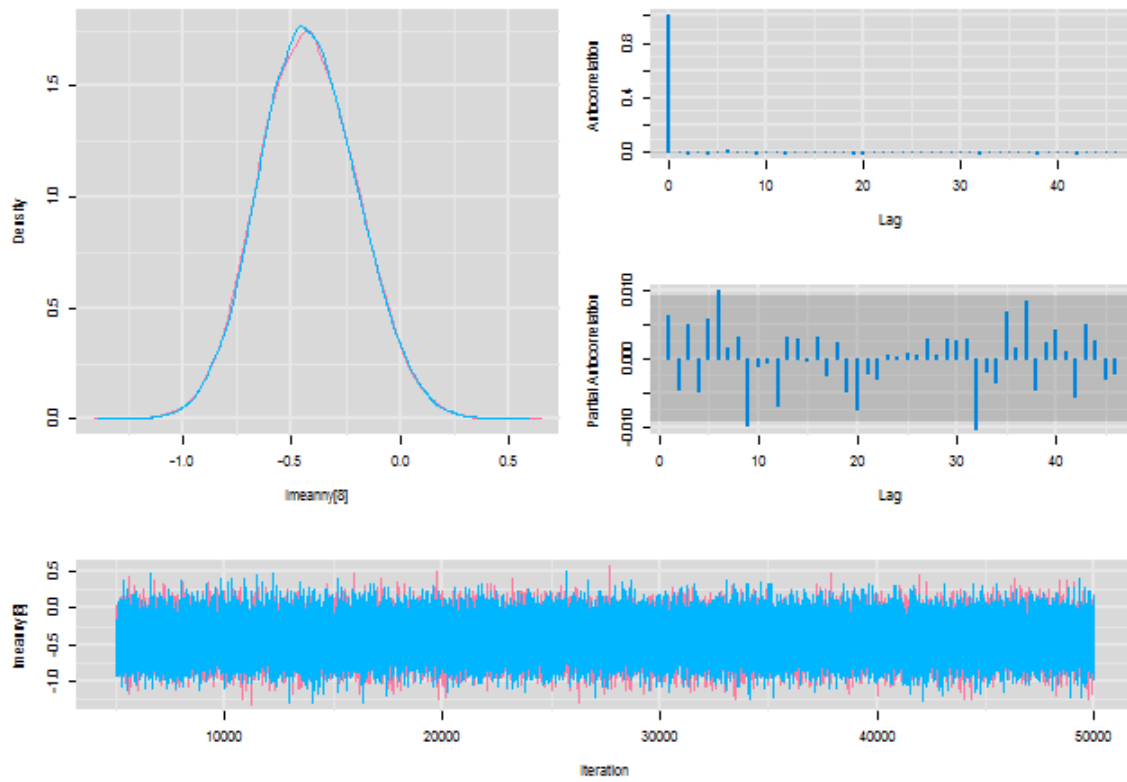 Density
0.0
0.5
1.0
1.5
-1.0 -0.5 0.0 0.5
lmeanny[8]
Autocorrelation
0.0 0.4 0.8
0 10 20 30 40
Lag
Partial Autocorrelation
-0.010 0.000 0.010
0 10 20 30 40
Lag
lmeanny[8]
-1.0 -0.5 0.0 0.5
10000 20000 30000 40000 50000
Iteration